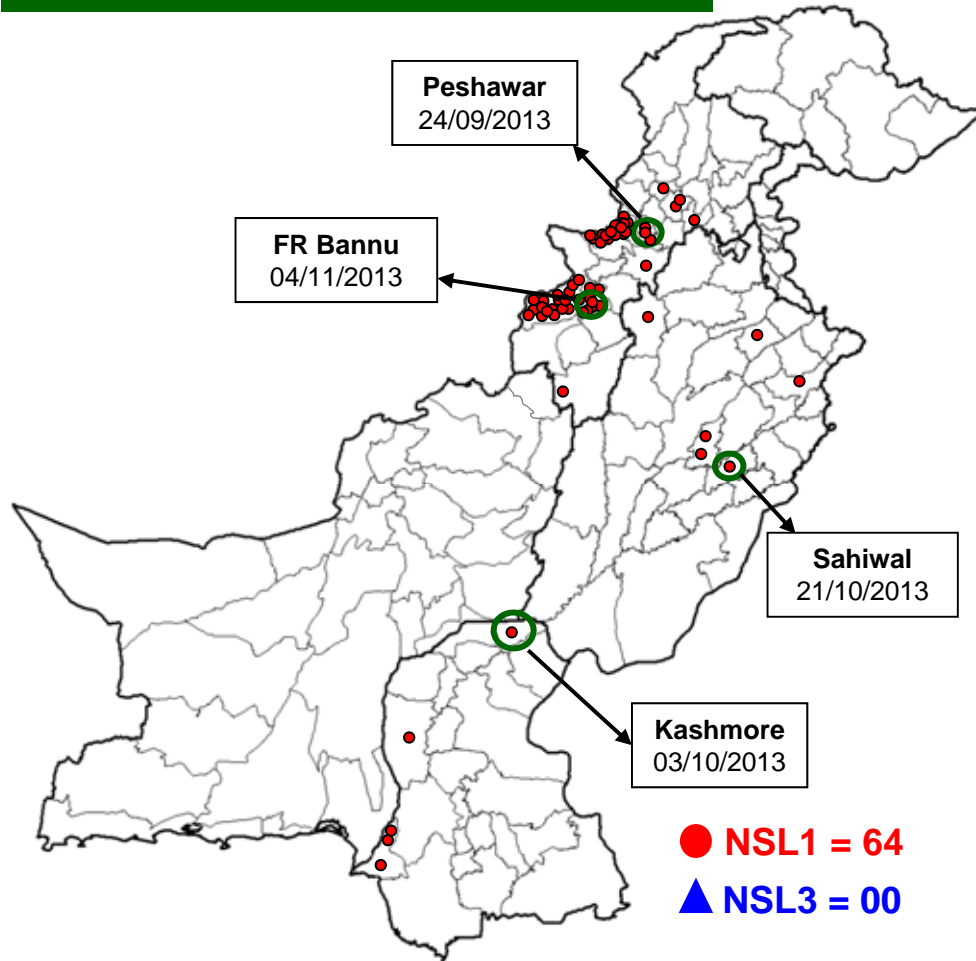 Peshawar
24/09/2013
FR Bannu
04/11/2013
Sahiwal
21/10/2013
Kashmore
03/10/2013
NSL1 = 64
NSL3 = 00